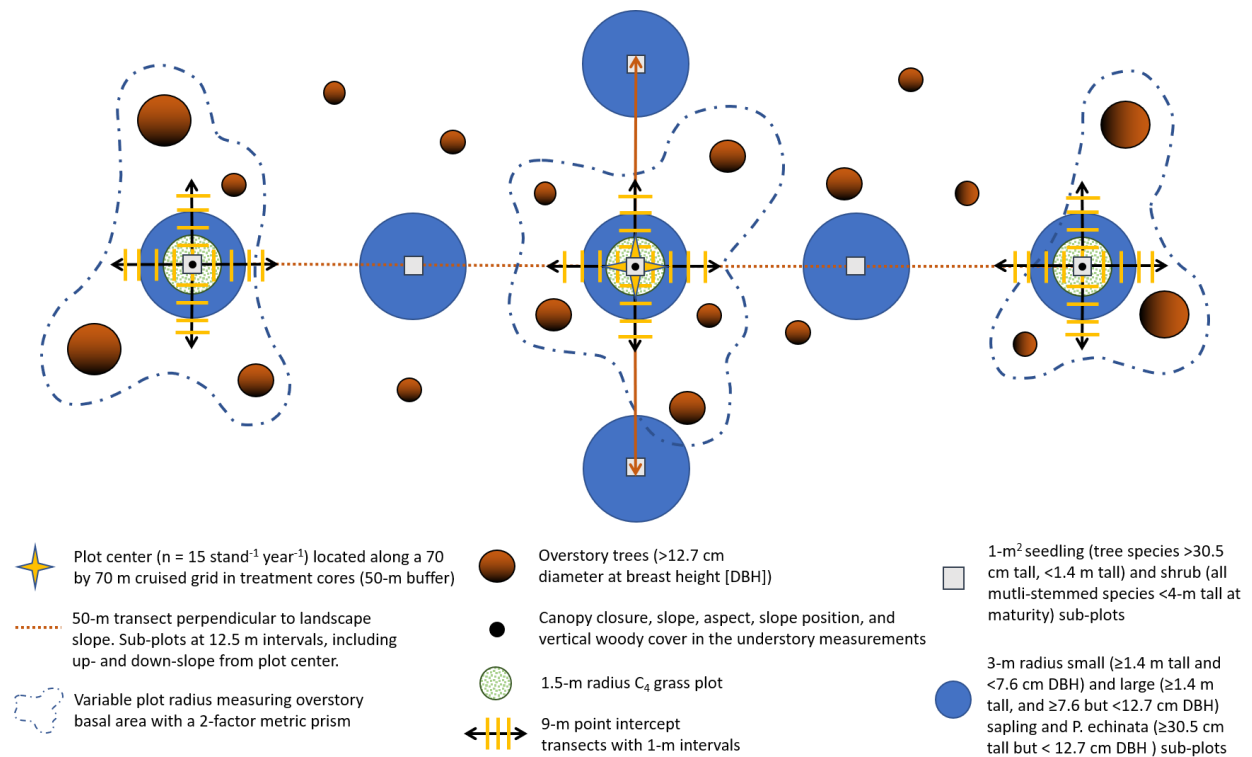 Plot center (n = 15 stand⁻¹ year⁻¹) located along a 70
by 70 m cruised grid in treatment cores (50-m buffer)
50-m transect perpendicular to landscape
slope. Sub-plots at 12.5 m intervals, including
up- and down-slope from plot center.
Variable plot radius measuring overstory
basal area with a 2-factor metric prism
Overstory trees (>12.7 cm
diameter at breast height [DBH])
Canopy closure, slope, aspect, slope position, and
vertical woody cover in the understory measurements
1.5-m radius C₄ grass plot
9-m point intercept
transects with 1-m intervals
1-m² seedling (tree species >30.5
cm tall, <1.4 m tall) and shrub (all
mutli-stemmed species <4-m tall at
maturity) sub-plots
3-m radius small (≥1.4 m tall and
<7.6 cm DBH) and large (≥1.4 m
tall, and ≥7.6 but <12.7 cm DBH)
sapling and P. echinata (≥30.5 cm
tall but < 12.7 cm DBH ) sub-plots